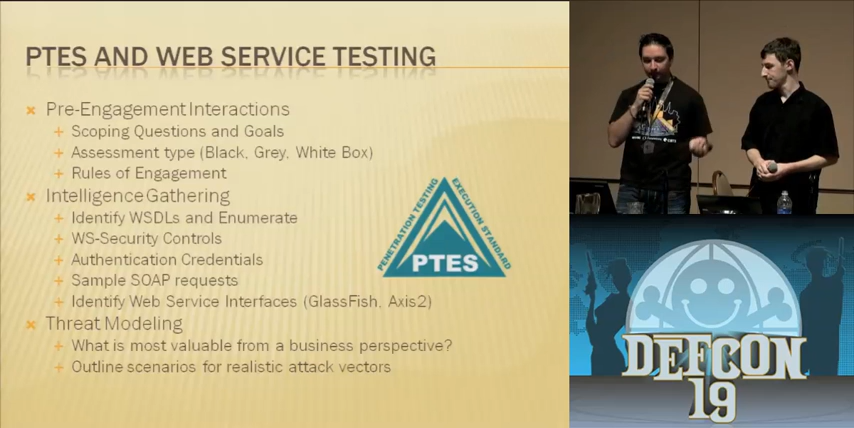 PTES AND WEB SERVICE TESTING
Pre-Engagement Interactions
Scoping Questions and Goals
Assessment type (Black, Grey, White Box)
Rules of Engagement
Intelligence Gathering
Identify WSDLs and Enumerate
WS-Security Controls
Authentication Credentials
Sample SOAP requests
Identify Web Service Interfaces (GlassFish, Axis2)
Threat Modeling
What is most valuable from a business perspective?
Outline scenarios for realistic attack vectors
PENETRATION TESTING
EXECUTION STANDARD
PTES
DEFCON
19